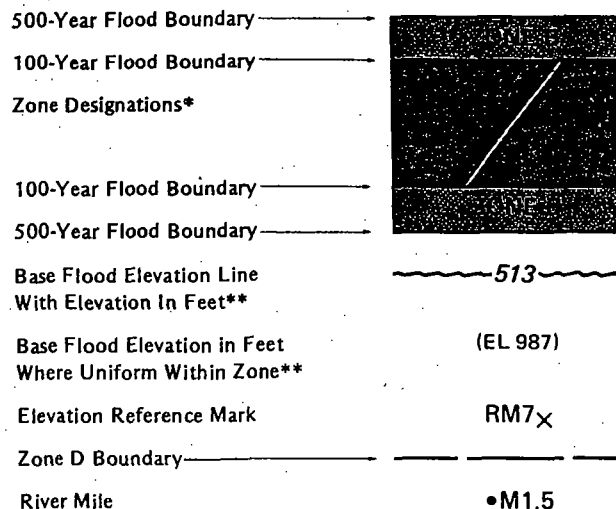 500-Year Flood Boundary
100-Year Flood Boundary
Zone Designations*
100-Year Flood Boundary
500-Year Flood Boundary
Base Flood Elevation Line
With Elevation In Feet**
513
Base Flood Elevation in Feet
Where Uniform Within Zone**
(EL 987)
Elevation Reference Mark
RM7×
Zone D Boundary
River Mile
•M1.5